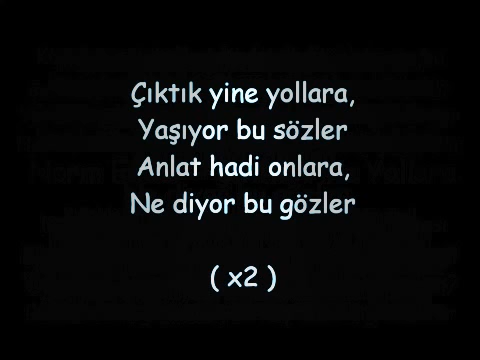 Çıktık yine yollara,
Yaşıyor bu sözler
Anlat hadi onlara,
Ne diyor bu gözler
( x2 )